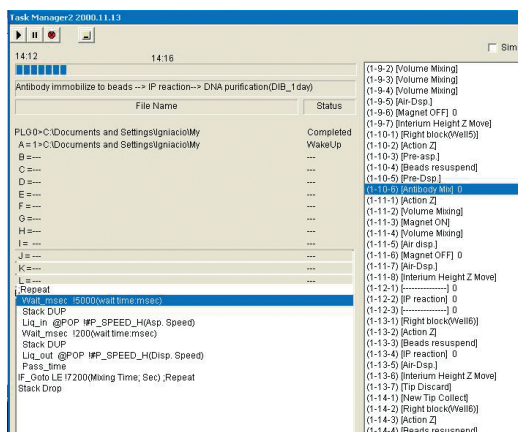 Task Manager2 2000.11.13
Sim
14:12
14:16
Antibody immobilize to beads --> IP reaction--> DNA purification(DIB_1day)
File Name
Status
PLG0>C:\Documents and Settings\Igniacio\My
Completed
A = 1>C:\Documents and Settings\Igniacio\My
WakeUp
B =---
---
C =---
---
D =---
---
E =---
---
F =---
---
G =---
---
H =---
---
I = ---
---
J = ---
---
K =---
---
L = ---
---
;Repeat
Wait_msec !5000(wait time:msec)
Stack DUP
Liq_in @POP !#P_SPEED_H(Asp. Speed)
Wait_msec !200(wait time:msec)
Stack DUP
Liq_out @POP !#P_SPEED_H(Disp. Speed)
Pass_time
IF_Goto LE !7200(Mixing Time; Sec) ;Repeat
Stack Drop
(1-9-2) [Volume Mixing]
(1-9-3) [Volume Mixing]
(1-9-4) [Volume Mixing]
(1-9-5) [Air-Dsp.]
(1-9-6) [Magnet OFF] 0
(1-9-7) [Interium Height Z Move]
(1-10-1) [Right block(Well5)]
(1-10-2) [Action Z]
(1-10-3) [Pre-asp.]
(1-10-4) [Beads resuspend]
(1-10-5) [Pre-Dsp.]
(1-10-6) [Antibody Mix] 0
(1-11-1) [Action Z]
(1-11-2) [Volume Mixing]
(1-11-3) [Magnet ON]
(1-11-4) [Volume Mixing]
(1-11-5) [Air disp.]
(1-11-6) [Magnet OFF] 0
(1-11-7) [Air-Dsp.]
(1-11-8) [Interium Height Z Move]
(1-12-1) [---------------] 0
(1-12-2) [IP reaction] 0
(1-12-3) [---------------] 0
(1-13-1) [Right block(Well6)]
(1-13-2) [Action Z]
(1-13-3) [Beads resuspend]
(1-13-4) [IP reaction] 0
(1-13-5) [Air-Dsp.]
(1-13-6) [Interium Height Z Move]
(1-13-7) [Tip Discard]
(1-14-1) [New Tip Collect]
(1-14-2) [Right block(Well6)]
(1-14-3) [Action Z]
(1-14-4) [Beads resuspend]